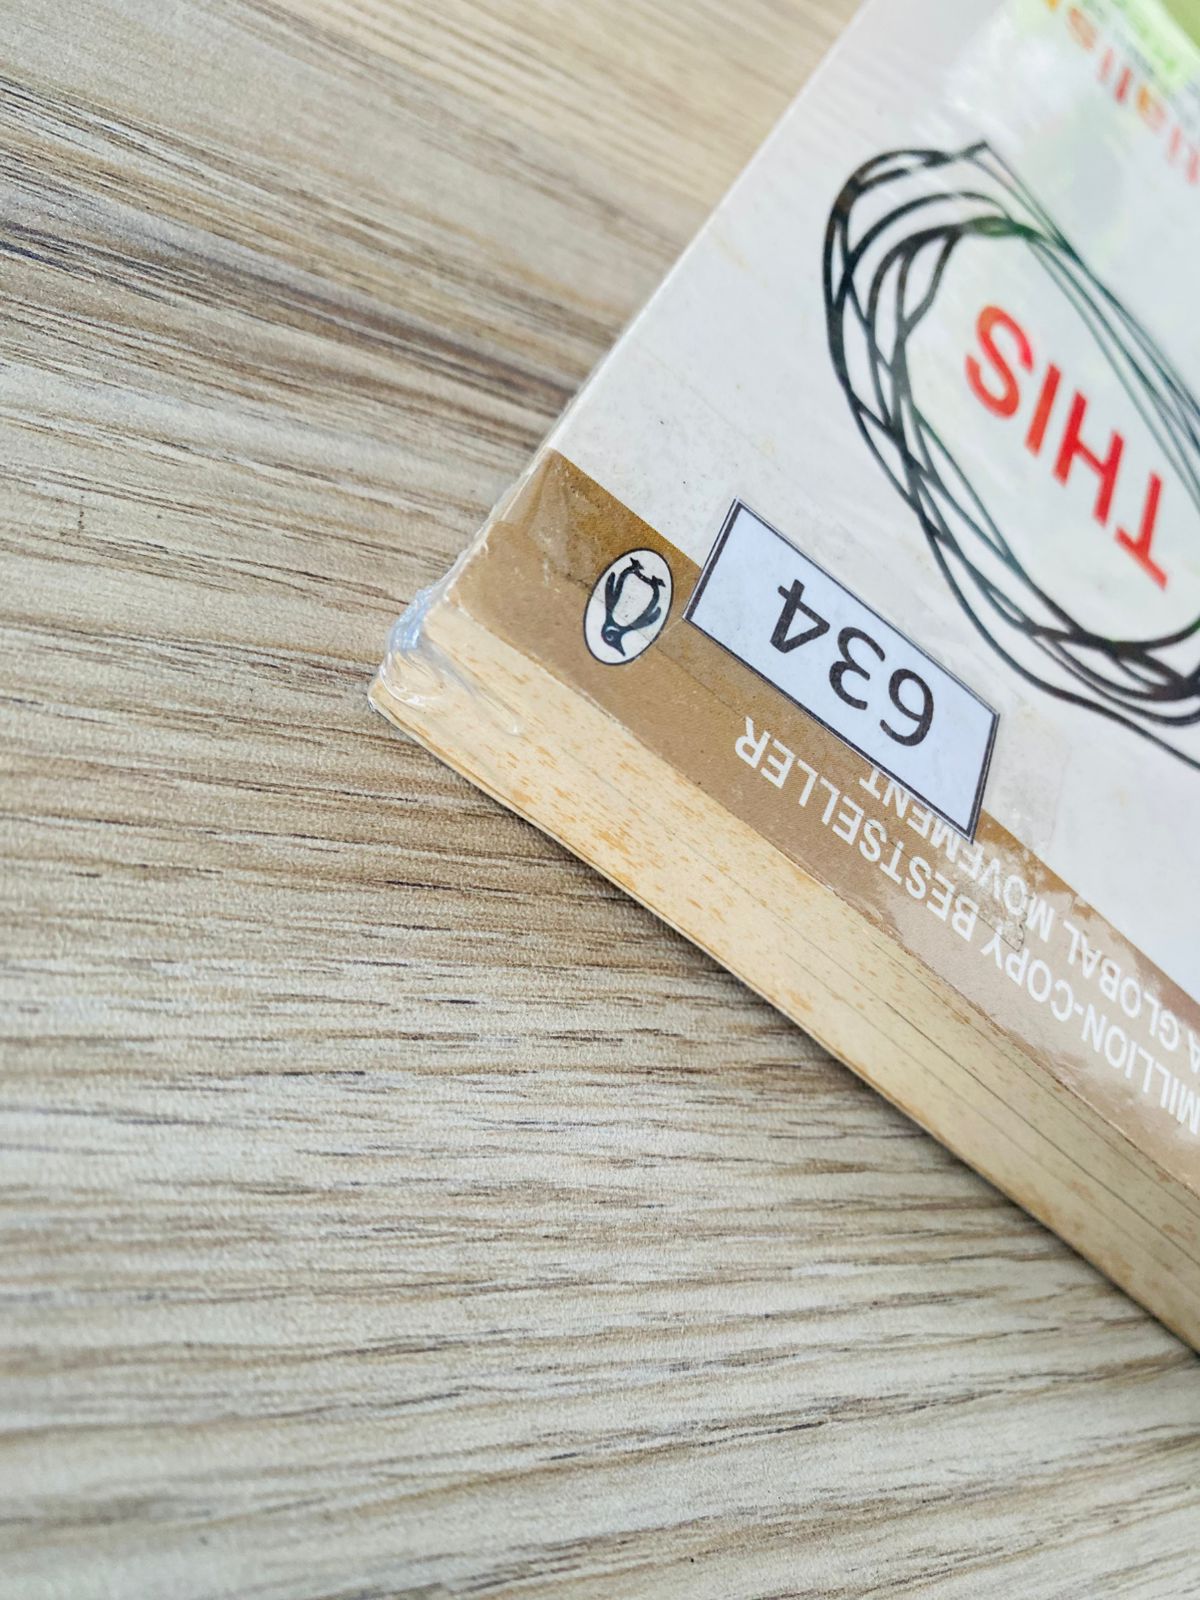 THIS
634
MILLION-COPY BESTSELLER
A GLOBAL MOVEMENT